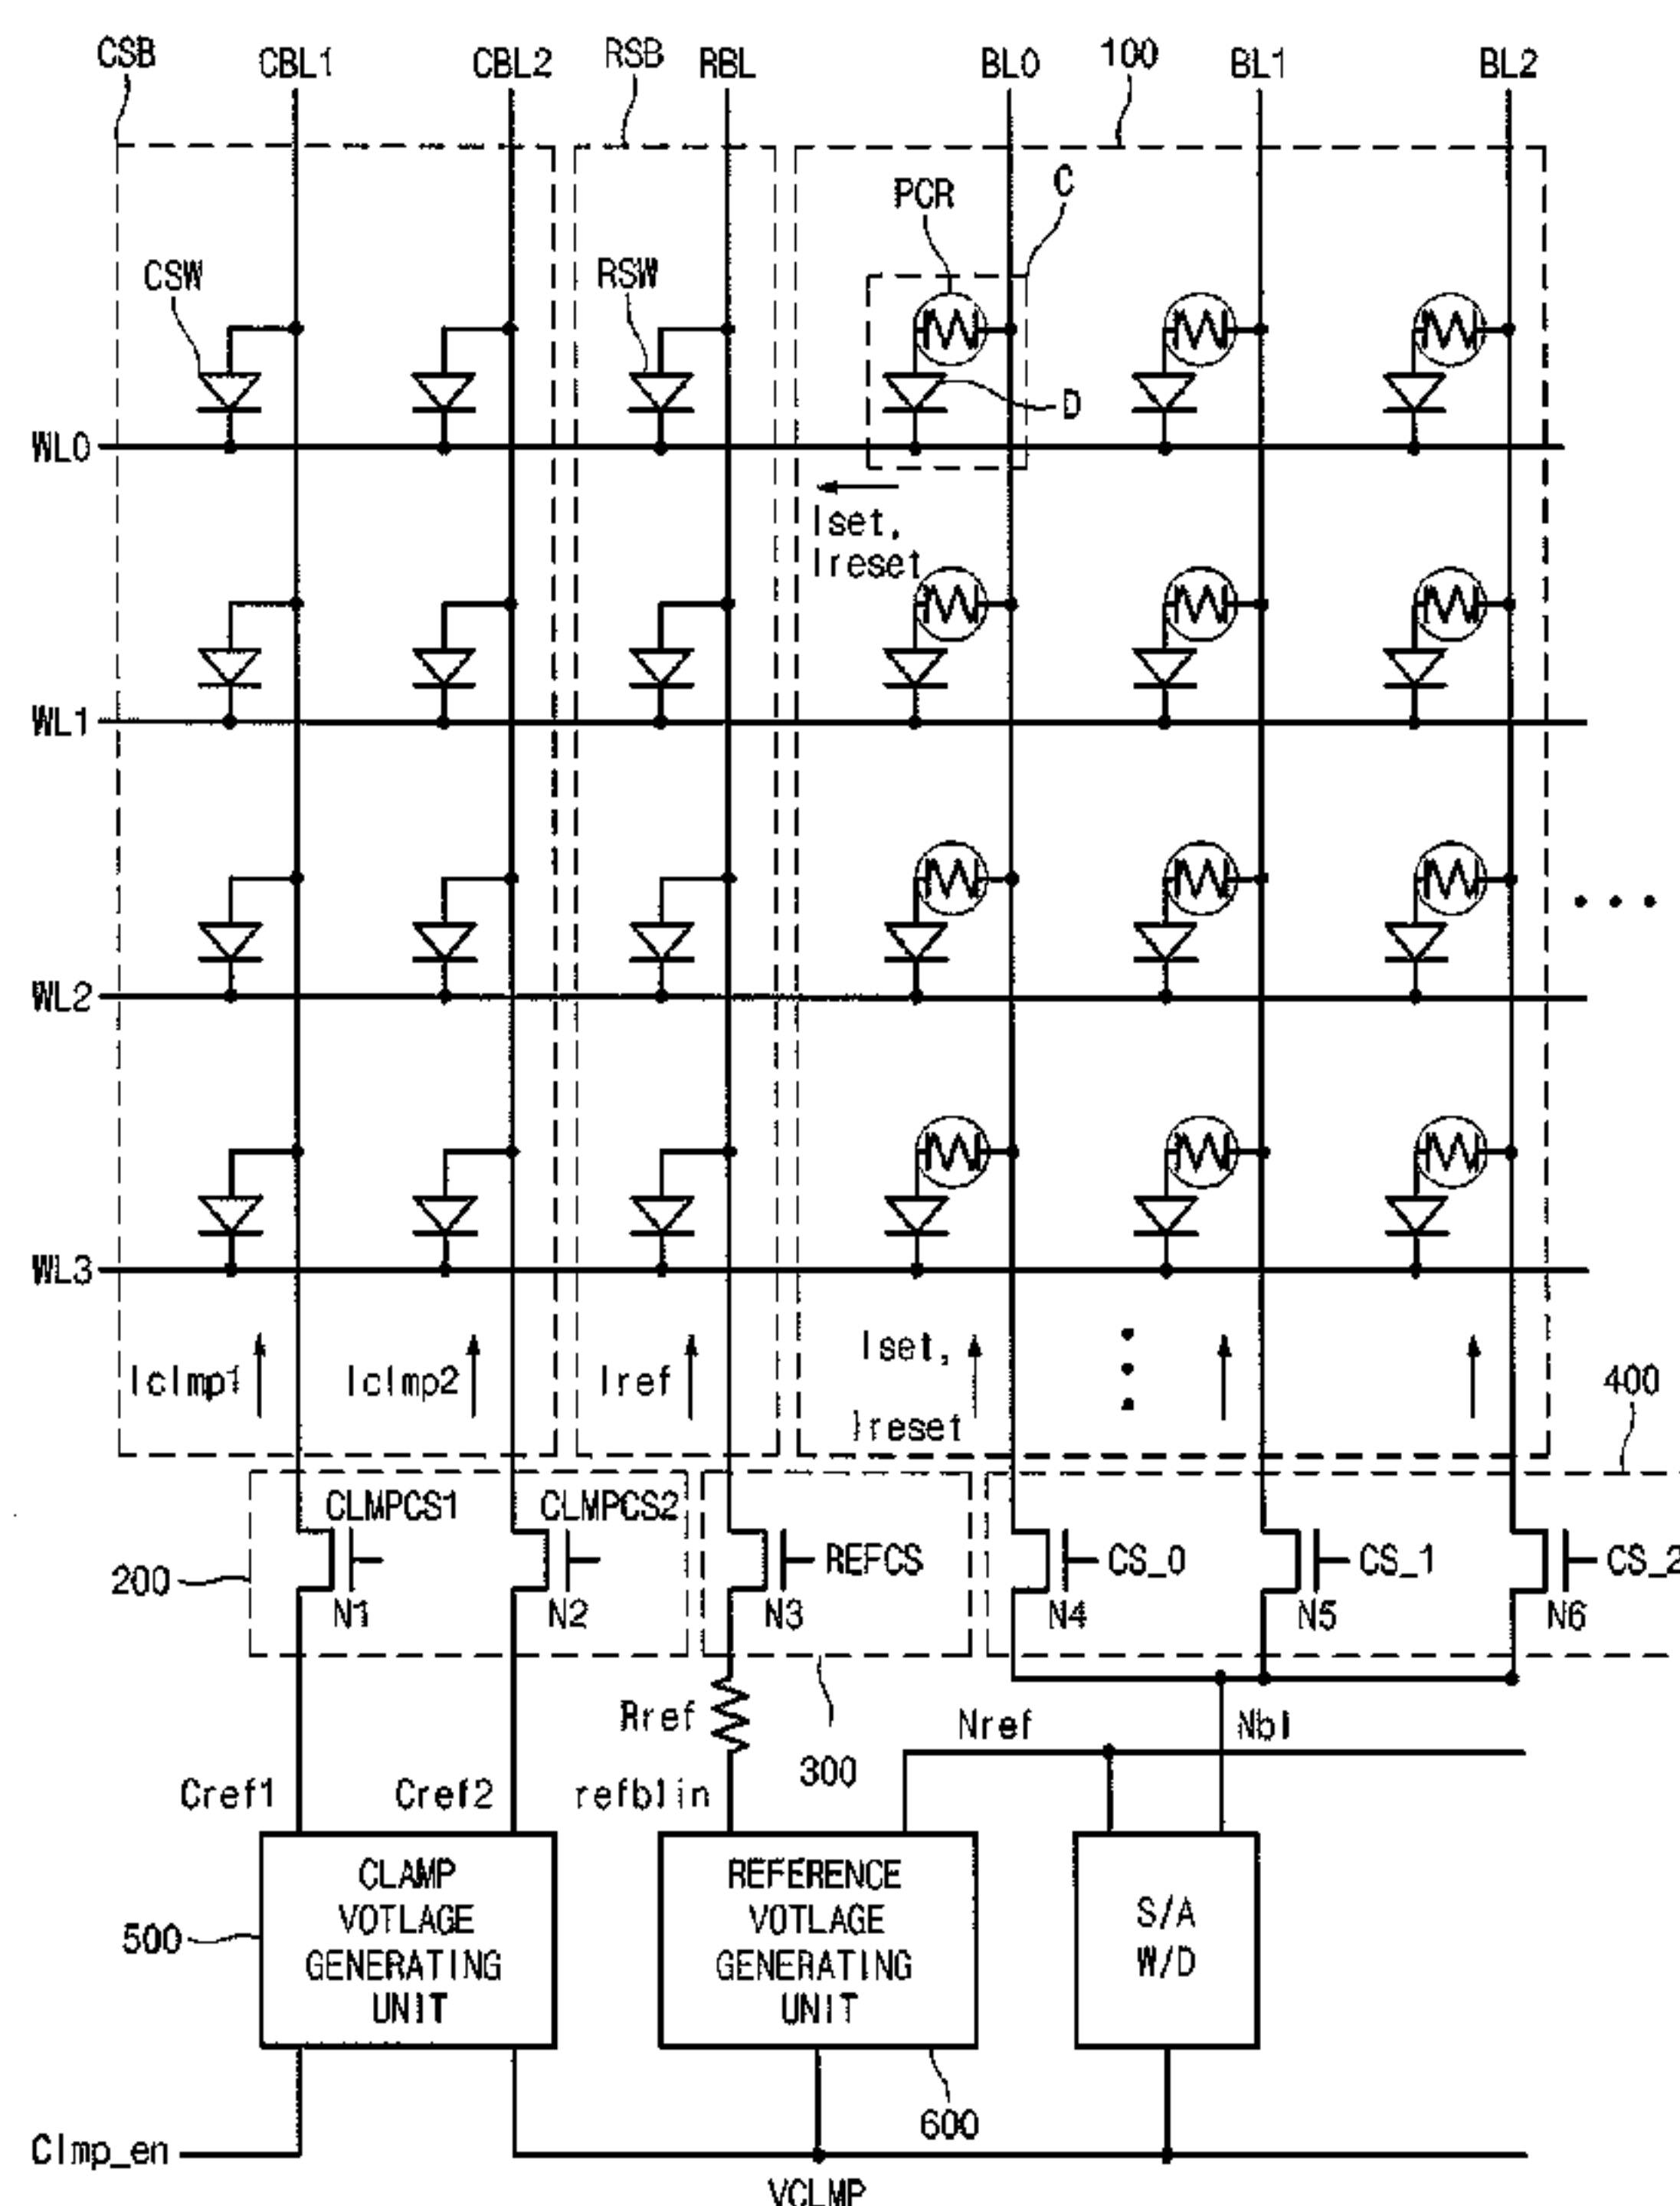 CSB CBL1 CBL2 RSB RBL BL0 100 BL1 BL2
PCR C
CSW RSW
D
WL0
Iset,
Ireset
WL1
WL2
WL3
Iclmp1 Iclmp2 Iref Iset,
Ireset
400
CLMPCS1 CLMPCS2
REFCS CS_0 CS_1 CS_2
200
N1 N2 N3 N4 N5 N6
Rref Nref Nbl
300
Cref1 Cref2 refblin
CLAMP
VOTLAGE
GENERATING
UNIT
500
REFERENCE
VOTLAGE
GENERATING
UNIT
S/A
W/D
600
Clmp_en
VCLMP